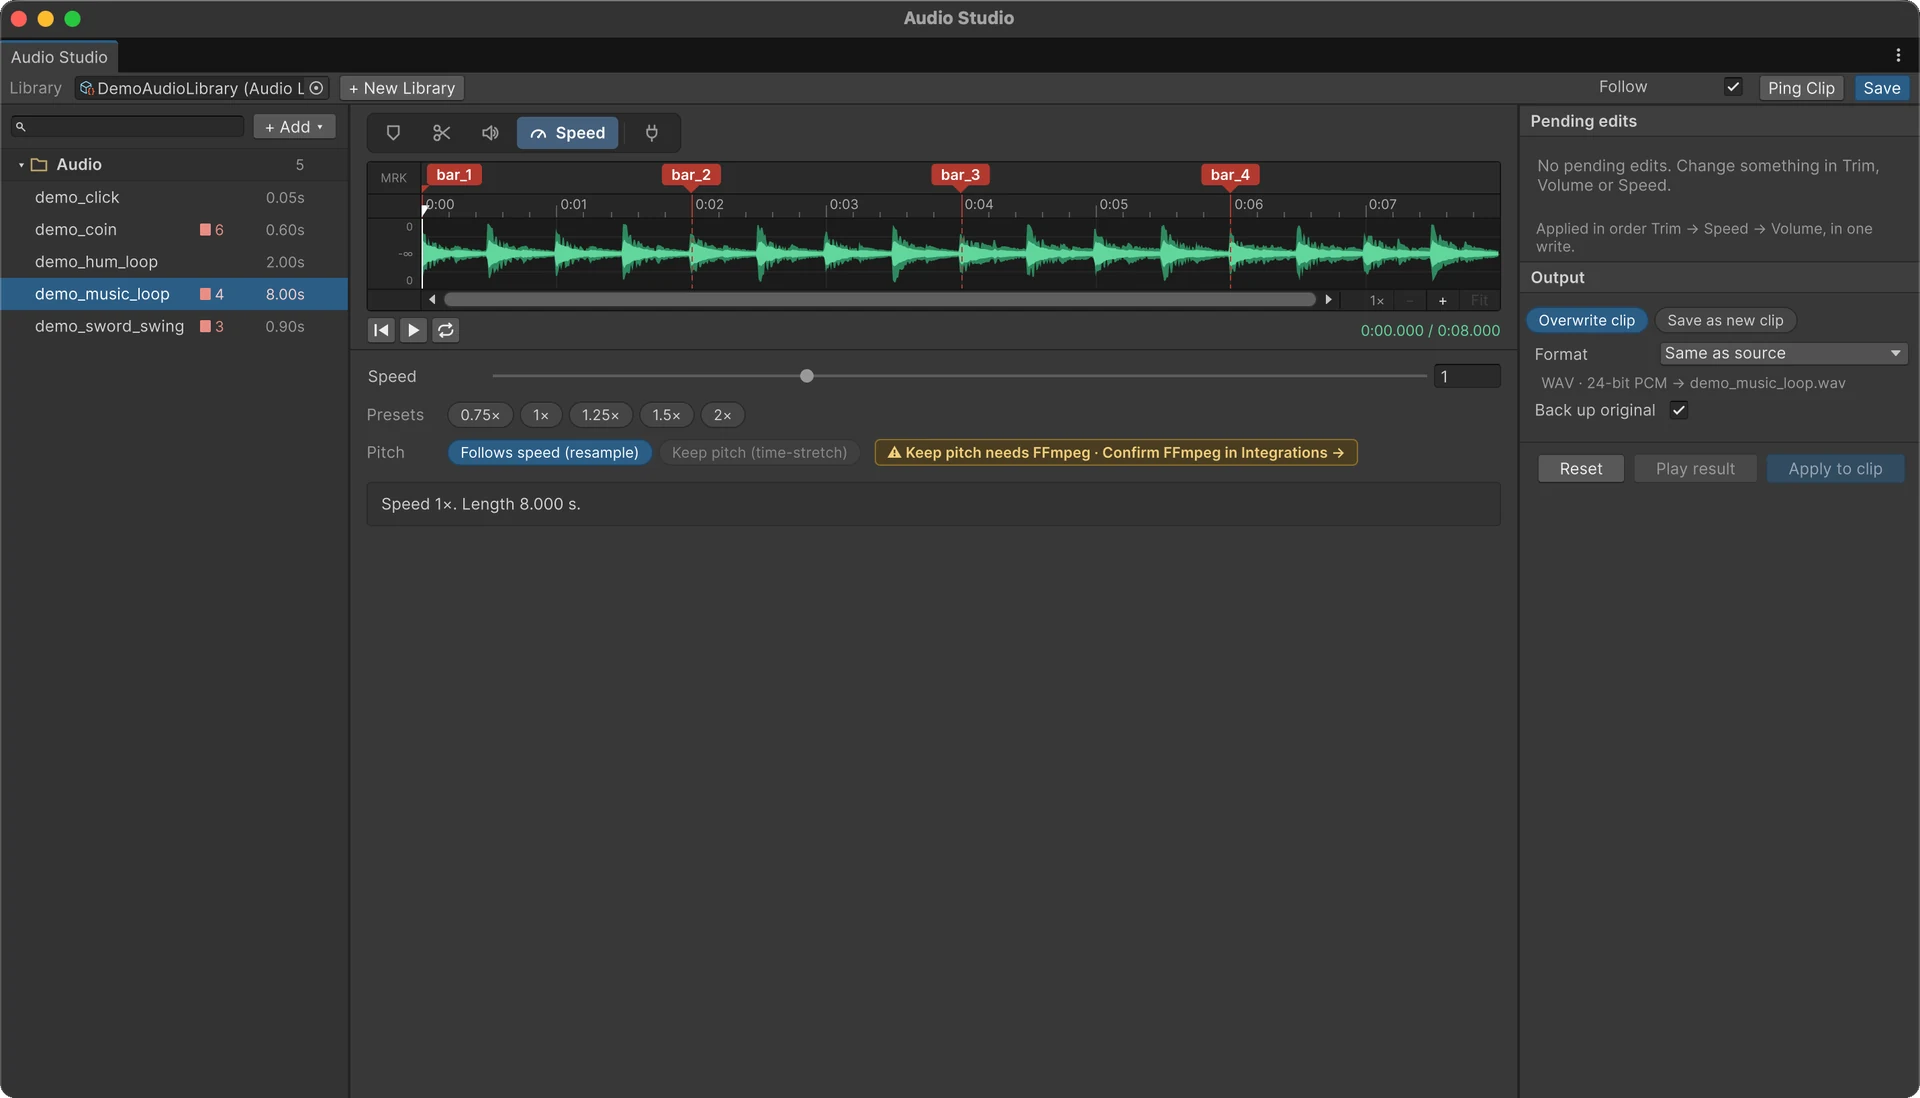 Audio Studio
Audio Studio
Library DemoAudioLibrary (Audio L + New Library Follow Ping Clip Save
+ Add
Audio 5
demo_click 0.05s
demo_coin 6 0.60s
demo_hum_loop 2.00s
demo_music_loop 4 8.00s
demo_sword_swing 3 0.90s
Speed
MRK bar_1 bar_2 bar_3 bar_4
0:00 0:01 0:02 0:03 0:04 0:05 0:06 0:07
0
-∞
0
1× − + Fit
0:00.000 / 0:08.000
Speed 1
Presets 0.75× 1× 1.25× 1.5× 2×
Pitch Follows speed (resample) Keep pitch (time-stretch) ⚠ Keep pitch needs FFmpeg · Confirm FFmpeg in Integrations →
Speed 1×. Length 8.000 s.
Pending edits
No pending edits. Change something in Trim,
Volume or Speed.
Applied in order Trim → Speed → Volume, in one
write.
Output
Overwrite clip Save as new clip
Format Same as source
WAV · 24-bit PCM → demo_music_loop.wav
Back up original
Reset Play result Apply to clip